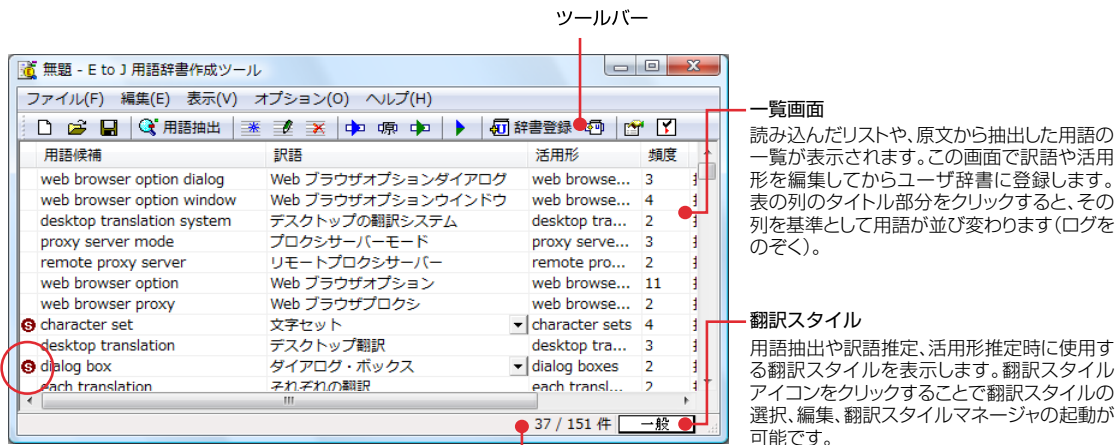 ツールバー
無題 - E to J 用語辞書作成ツール
ファイル(F) 編集(E) 表示(V) オプション(O) ヘルプ(H)
用語抽出 辞書登録
用語候補 訳語 活用形 頻度
web browser option dialog Web ブラウザオプションダイアログ web browse... 3
web browser option window Web ブラウザオプションウインドウ web browse... 4
desktop translation system デスクトップの翻訳システム desktop tra... 2
proxy server mode プロクシサーバーモード proxy serve... 3
remote proxy server リモートプロクシサーバー remote pro... 2
web browser option Web ブラウザオプション web browse... 11
web browser proxy Web ブラウザプロクシ web browse... 2
S character set 文字セット character sets 4
desktop translation デスクトップ翻訳 desktop tra... 3
S dialog box ダイアログ・ボックス dialog boxes 2
each translation それぞれの翻訳 each transl... 2
37 / 151 件 一般
一覧画面
読み込んだリストや、原文から抽出した用語の
一覧が表示されます。この画面で訳語や活用
形を編集してからユーザ辞書に登録します。
表の列のタイトル部分をクリックすると、その
列を基準として用語が並び変わります（ログを
のぞく）。
翻訳スタイル
用語抽出や訳語推定、活用形推定時に使用す
る翻訳スタイルを表示します。翻訳スタイル
アイコンをクリックすることで翻訳スタイルの
選択、編集、翻訳スタイルマネージャの起動が
可能です。